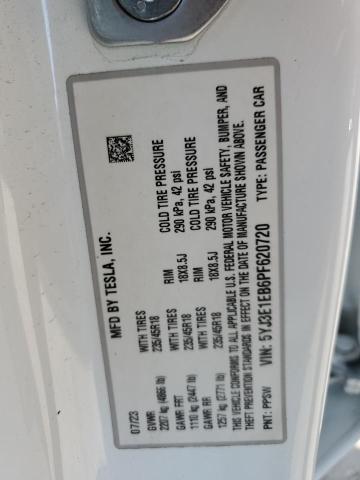 MFD BY TESLA, INC.
07/23
GVWR
2207 kg (4866 lb)
WITH TIRES
235/45R18
RIM
18X8.5J
COLD TIRE PRESSURE
290 kPa, 42 psi
GAWR FRT
1110 kg (2447 lb)
WITH TIRES
235/45R18
RIM
18X8.5J
COLD TIRE PRESSURE
290 kPa, 42 psi
GAWR RR
1257 kg (2771 lb)
THIS VEHICLE CONFORMS TO ALL APPLICABLE U.S. FEDERAL MOTOR VEHICLE SAFETY, BUMPER, AND
THEFT PREVENTION STANDARDS IN EFFECT ON THE DATE OF MANUFACTURE SHOWN ABOVE.
VIN: 5YJ3E1EB6PF620720
TYPE: PASSENGER CAR
PNT: PPSW